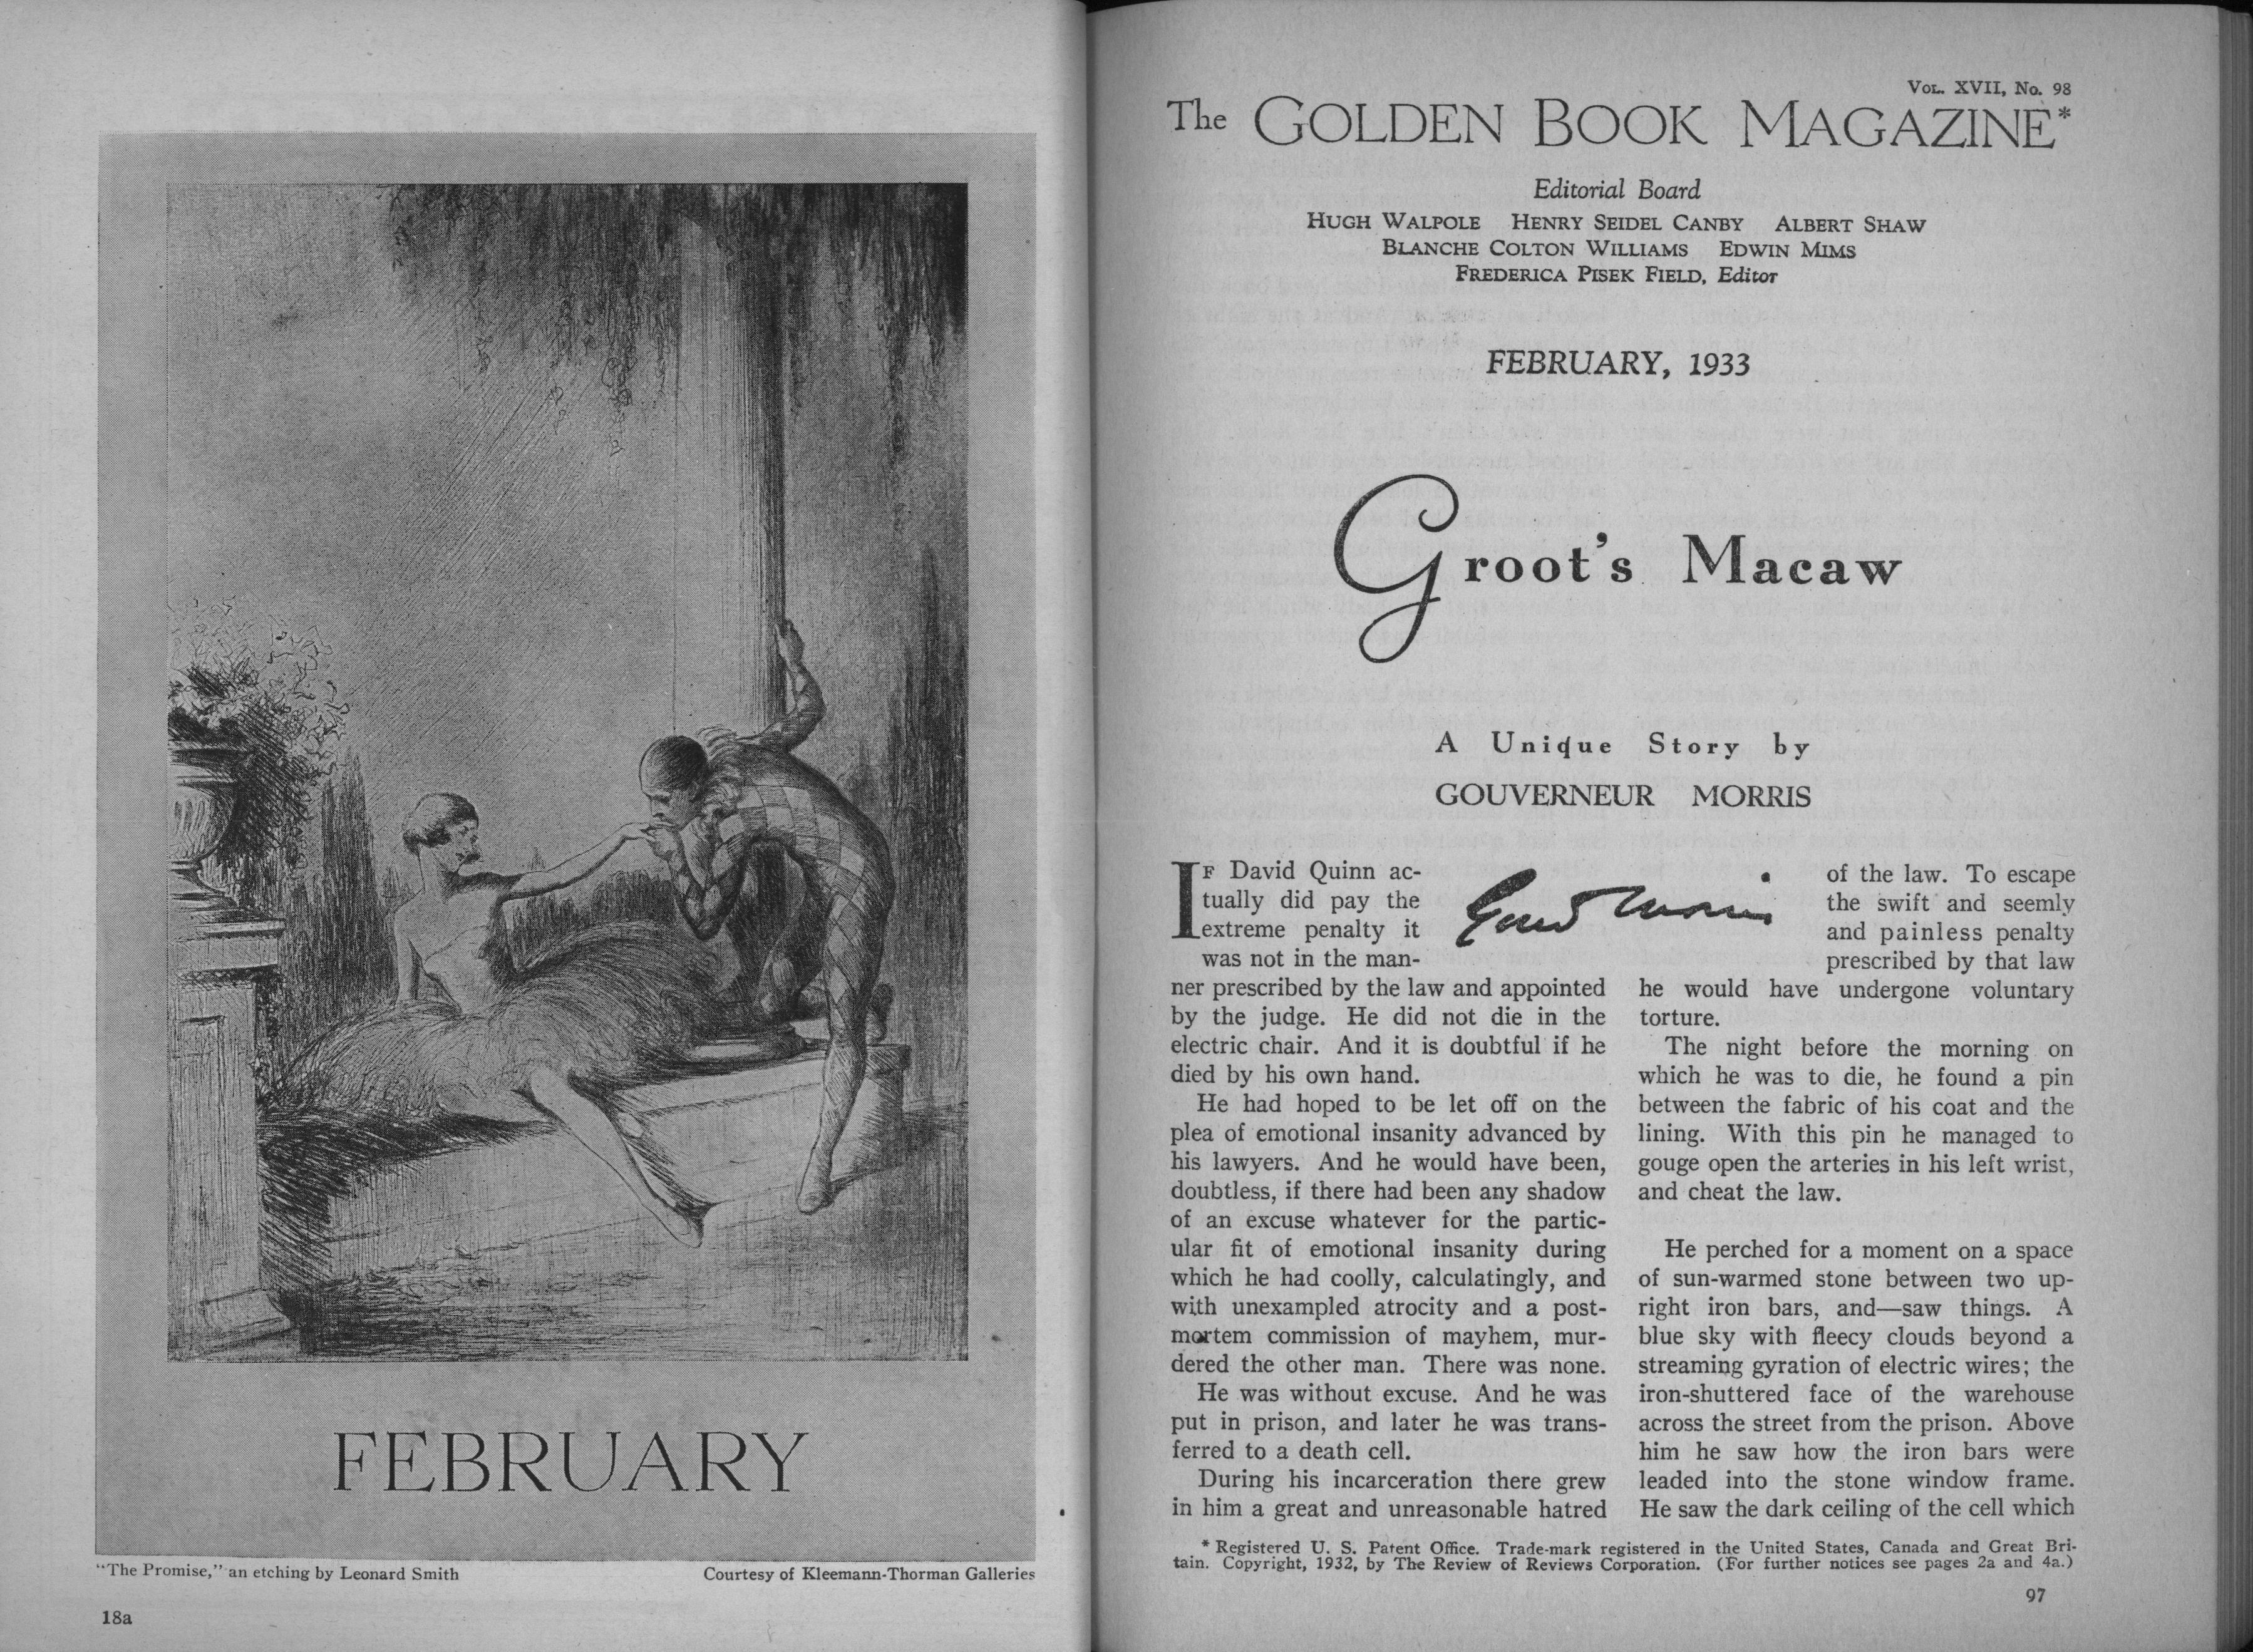 FEBRUARY
"The Promise," an etching by Leonard Smith
Courtesy of Kleemann-Thorman Galleries
18a
VOL. XVII, No. 98
The GOLDEN BOOK MAGAZINE*
Editorial Board
HUGH WALPOLE HENRY SEIDEL CANBY ALBERT SHAW
BLANCHE COLTON WILLIAMS EDWIN MIMS
FREDERICA PISEK FIELD, Editor
FEBRUARY, 1933
Groot's Macaw
A Unique Story by
GOUVERNEUR MORRIS
IF David Quinn ac-
tually did pay the
extreme penalty it
was not in the man-
ner prescribed by the law and appointed
by the judge. He did not die in the
electric chair. And it is doubtful if he
died by his own hand.
He had hoped to be let off on the
plea of emotional insanity advanced by
his lawyers. And he would have been,
doubtless, if there had been any shadow
of an excuse whatever for the partic-
ular fit of emotional insanity during
which he had coolly, calculatingly, and
with unexampled atrocity and a post-
mortem commission of mayhem, mur-
dered the other man. There was none.
He was without excuse. And he was
put in prison, and later he was trans-
ferred to a death cell.
During his incarceration there grew
in him a great and unreasonable hatred
Gouv Morris
of the law. To escape
the swift and seemly
and painless penalty
prescribed by that law
he would have undergone voluntary
torture.
The night before the morning on
which he was to die, he found a pin
between the fabric of his coat and the
lining. With this pin he managed to
gouge open the arteries in his left wrist,
and cheat the law.
He perched for a moment on a space
of sun-warmed stone between two up-
right iron bars, and—saw things. A
blue sky with fleecy clouds beyond a
streaming gyration of electric wires; the
iron-shuttered face of the warehouse
across the street from the prison. Above
him he saw how the iron bars were
leaded into the stone window frame.
He saw the dark ceiling of the cell which
* Registered U. S. Patent Office. Trade-mark registered in the United States, Canada and Great Bri-
tain. Copyright, 1932, by The Review of Reviews Corporation. (For further notices see pages 2a and 4a.)
97